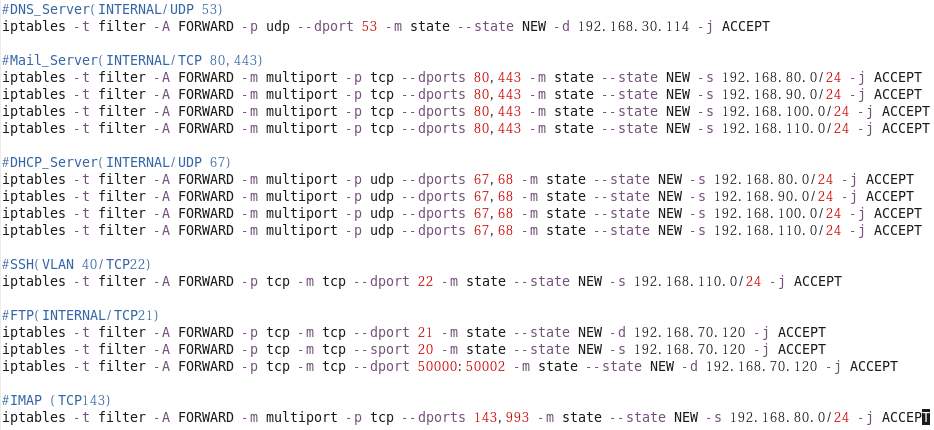 #DNS_Server(INTERNAL/UDP 53)
iptables -t filter -A FORWARD -p udp --dport 53 -m state --state NEW -d 192.168.30.114 -j ACCEPT
#Mail_Server(INTERNAL/TCP 80,443)
iptables -t filter -A FORWARD -m multiport -p tcp --dports 80,443 -m state --state NEW -s 192.168.80.0/24 -j ACCEPT
iptables -t filter -A FORWARD -m multiport -p tcp --dports 80,443 -m state --state NEW -s 192.168.90.0/24 -j ACCEPT
iptables -t filter -A FORWARD -m multiport -p tcp --dports 80,443 -m state --state NEW -s 192.168.100.0/24 -j ACCEPT
iptables -t filter -A FORWARD -m multiport -p tcp --dports 80,443 -m state --state NEW -s 192.168.110.0/24 -j ACCEPT
#DHCP_Server(INTERNAL/UDP 67)
iptables -t filter -A FORWARD -m multiport -p udp --dports 67,68 -m state --state NEW -s 192.168.80.0/24 -j ACCEPT
iptables -t filter -A FORWARD -m multiport -p udp --dports 67,68 -m state --state NEW -s 192.168.90.0/24 -j ACCEPT
iptables -t filter -A FORWARD -m multiport -p udp --dports 67,68 -m state --state NEW -s 192.168.100.0/24 -j ACCEPT
iptables -t filter -A FORWARD -m multiport -p udp --dports 67,68 -m state --state NEW -s 192.168.110.0/24 -j ACCEPT
#SSH(VLAN 40/TCP22)
iptables -t filter -A FORWARD -p tcp -m tcp --dport 22 -m state --state NEW -s 192.168.110.0/24 -j ACCEPT
#FTP(INTERNAL/TCP21)
iptables -t filter -A FORWARD -p tcp -m tcp --dport 21 -m state --state NEW -d 192.168.70.120 -j ACCEPT
iptables -t filter -A FORWARD -p tcp -m tcp --sport 20 -m state --state NEW -s 192.168.70.120 -j ACCEPT
iptables -t filter -A FORWARD -p tcp -m tcp --dport 50000:50002 -m state --state NEW -d 192.168.70.120 -j ACCEPT
#IMAP (TCP143)
iptables -t filter -A FORWARD -m multiport -p tcp --dports 143,993 -m state --state NEW -s 192.168.80.0/24 -j ACCEPT